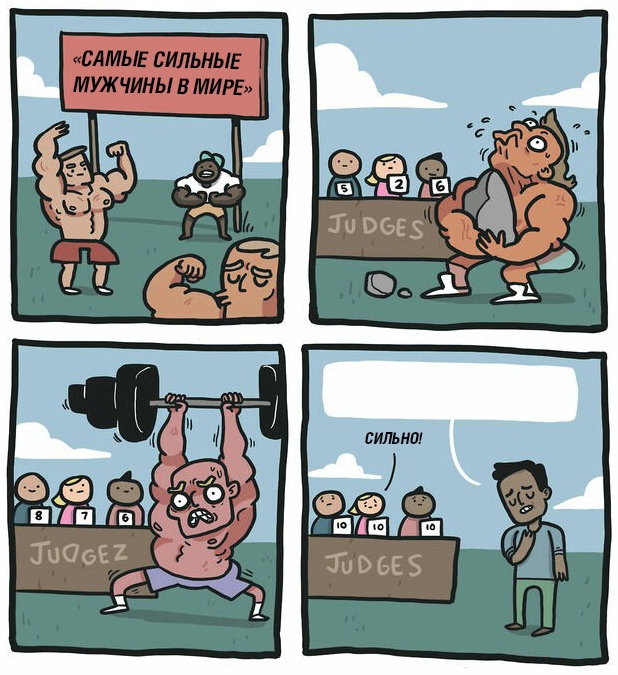 «САМЫЕ СИЛЬНЫЕ
МУЖЧИНЫ В МИРЕ»
5 2 6
JUDGES
8 7 6
JUDGEZ
СИЛЬНО!
10 10 10
JUDGES